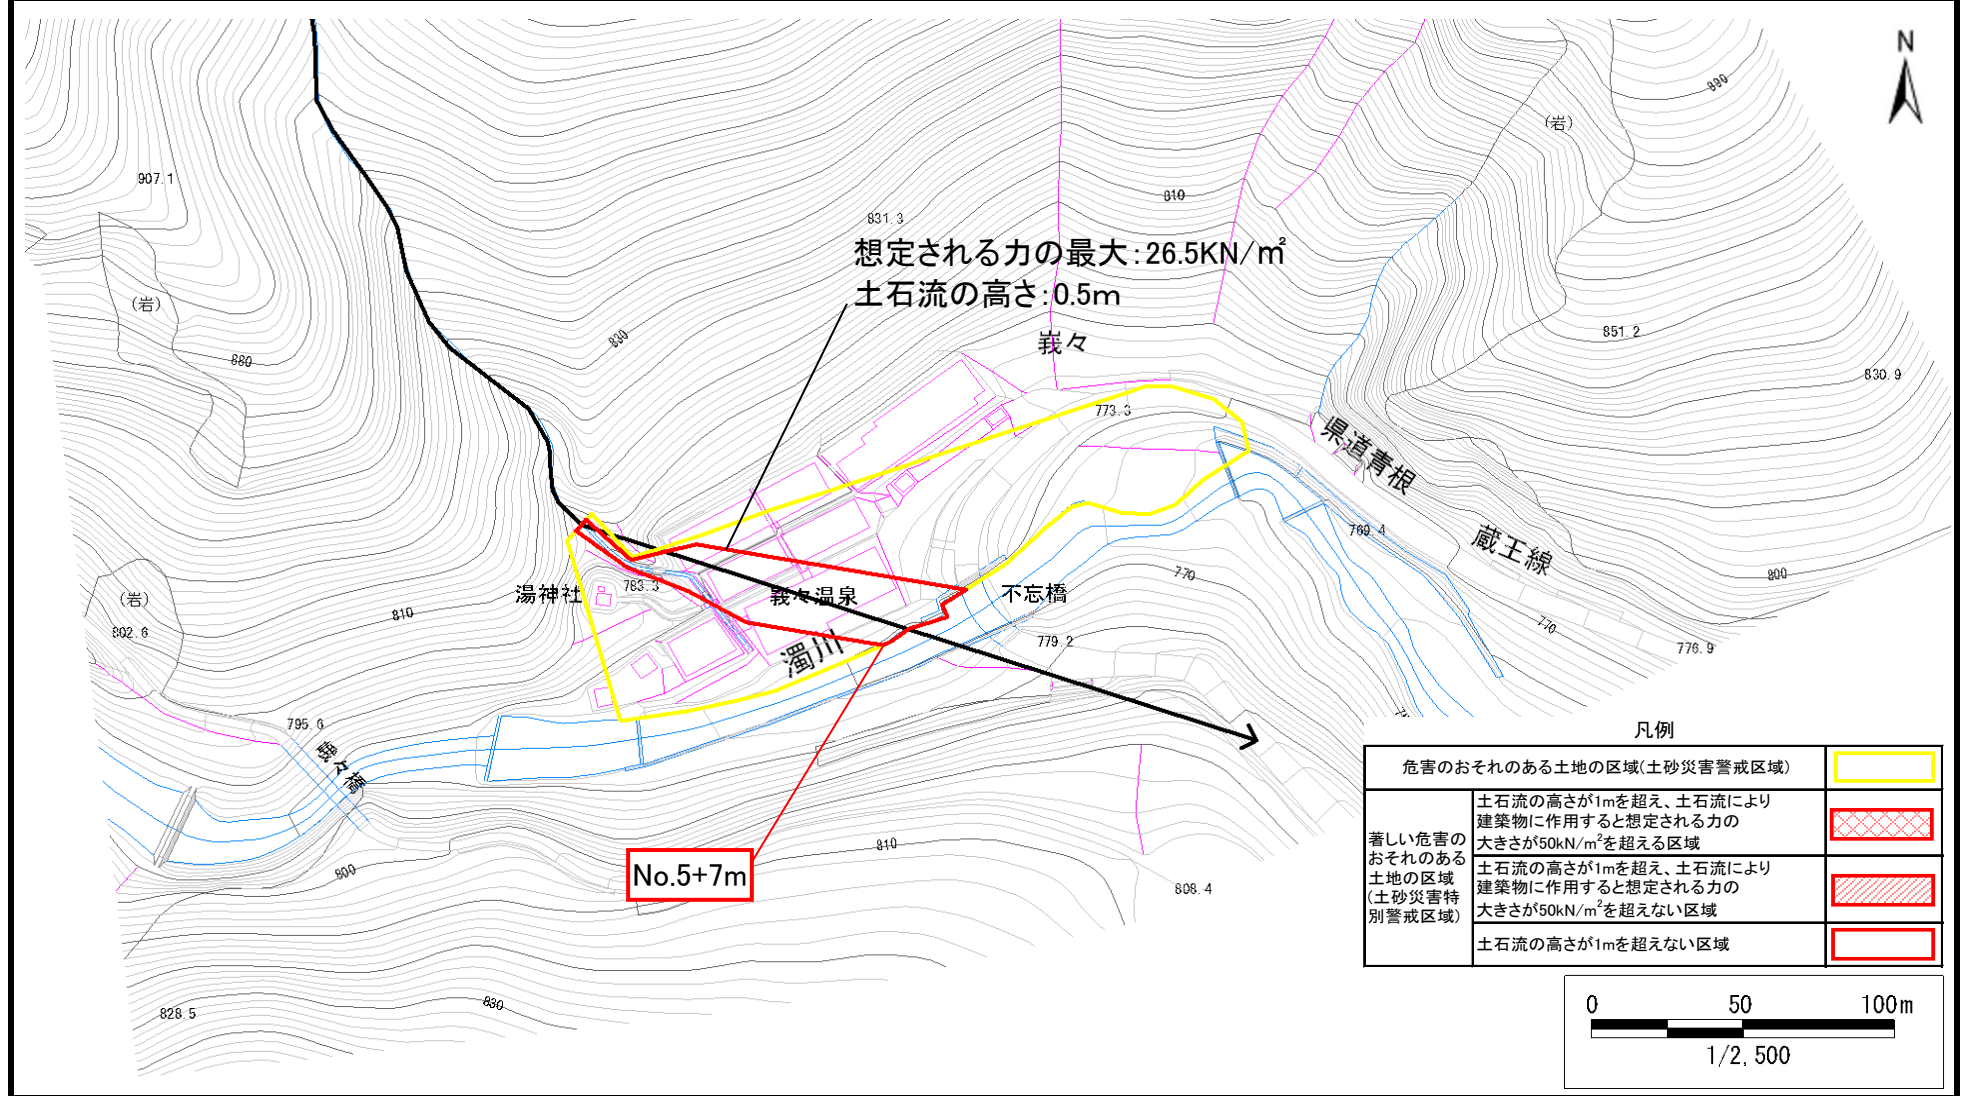 N
890
(岩)
907.1
810
831.3
想定される力の最大:26.5KN/㎡
土石流の高さ:0.5m
(岩)
830
851.2
880
峩々
830.9
773.3
県道青根
769.4
蔵王線
800
770
783.3
湯神社
峩々温泉
不忘橋
(岩)
810
802.6
濁川
779.2
770
776.9
795.6
峨々橋
凡例
危害のおそれのある土地の区域(土砂災害警戒区域)
著しい危害の
おそれのある
土地の区域
(土砂災害特
別警戒区域)
土石流の高さが1mを超え、土石流により
建築物に作用すると想定される力の
大きさが50kN/m²を超える区域
土石流の高さが1mを超え、土石流により
建築物に作用すると想定される力の
大きさが50kN/m²を超えない区域
土石流の高さが1mを超えない区域
810
800
No.5+7m
808.4
830
828.5
0 50 100m
1/2,500